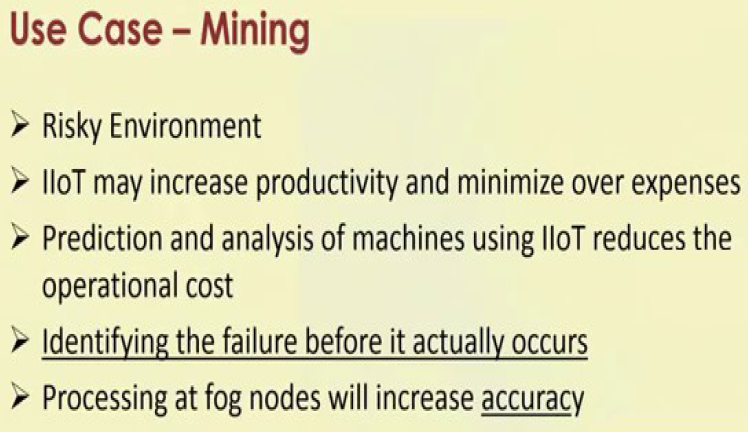 Use Case – Mining
➢ Risky Environment
➢ IIoT may increase productivity and minimize over expenses
➢ Prediction and analysis of machines using IIoT reduces the
operational cost
➢ Identifying the failure before it actually occurs
➢ Processing at fog nodes will increase accuracy